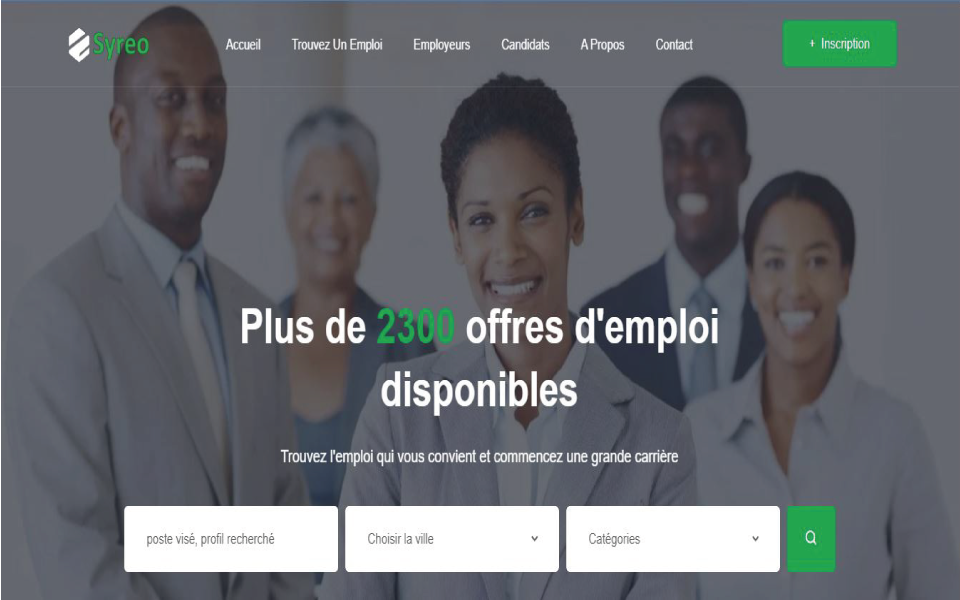 Syreo
Accueil
Trouvez Un Emploi
Employeurs
Candidats
A Propos
Contact
+ Inscription
Plus de 2300 offres d'emploi
disponibles
Trouvez l'emploi qui vous convient et commencez une grande carrière
poste visé, profil recherché
Choisir la ville
Catégories